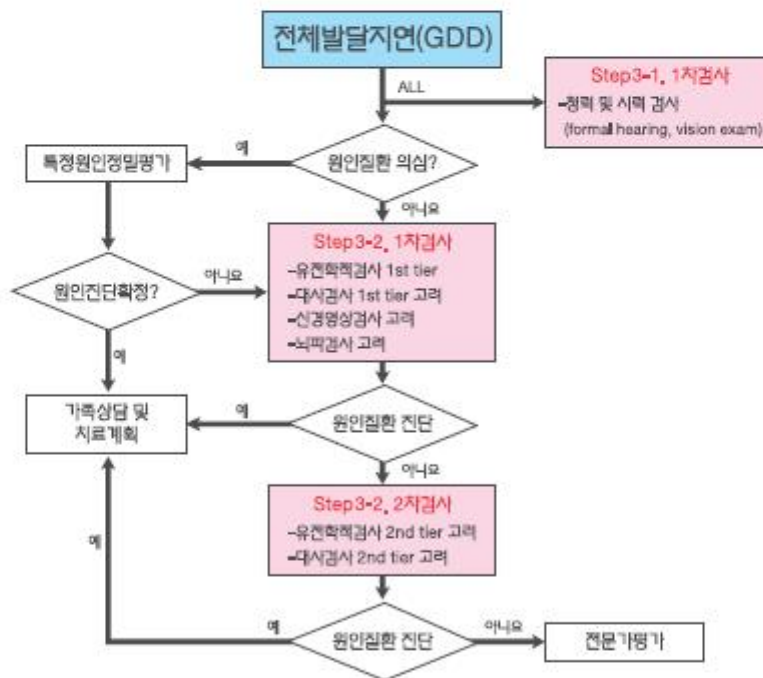 전체발달지연(GDD)
ALL
Step3-1. 1차검사
-청력 및 시력 검사
(formal hearing, vision exam)
원인질환 의심?
예
특정원인정밀평가
아니요
Step3-2. 1차검사
-유전학적검사 1st tier
-대사검사 1st tier 고려
-신경영상검사 고려
-뇌파검사 고려
원인진단확정?
아니요
예
가족상담 및
치료계획
예
원인질환 진단
아니요
Step3-2. 2차검사
-유전학적검사 2nd tier 고려
-대사검사 2nd tier 고려
예
예
원인질환 진단
아니요
전문가평가